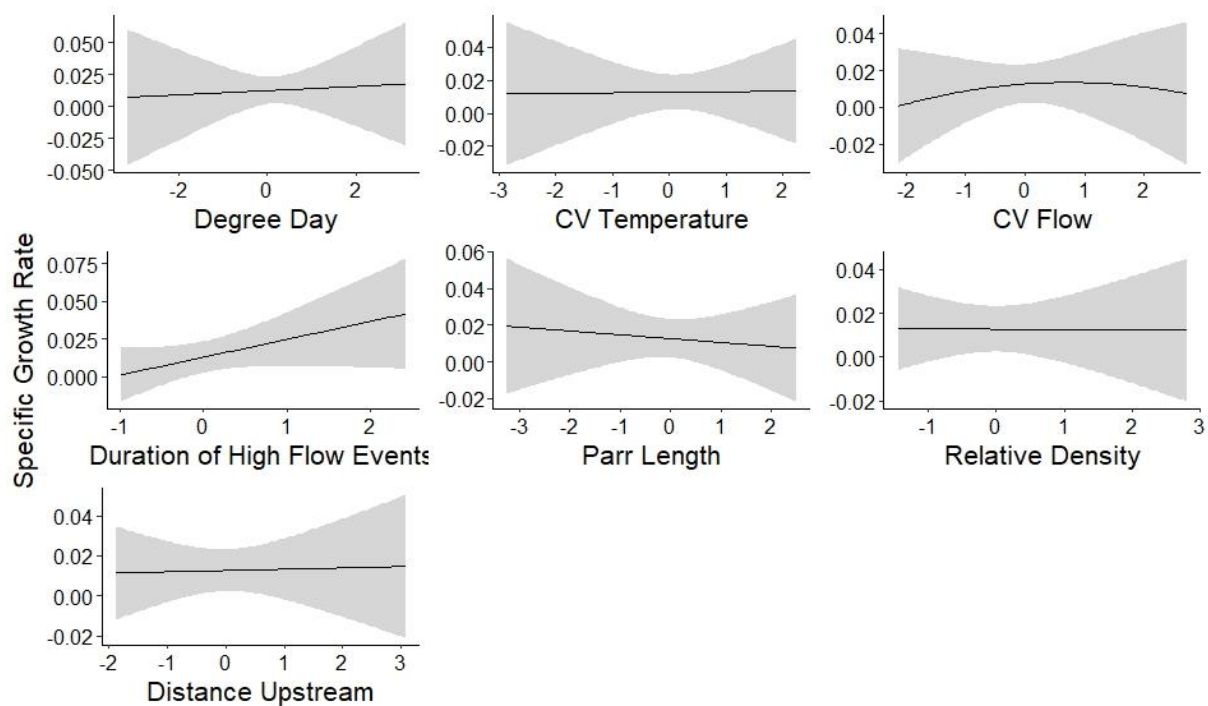 0.050
0.025
0.000
-0.025
-0.050
-2 0 2
Degree Day
0.04
0.02
0.00
-0.02
-3 -2 -1 0 1 2
CV Temperature
0.04
0.02
0.00
-0.02
-2 -1 0 1 2
CV Flow
Specific Growth Rate
0.075
0.050
0.025
0.000
-1 0 1 2
Duration of High Flow Events
0.06
0.04
0.02
0.00
-0.02
-3 -2 -1 0 1 2
Parr Length
0.04
0.02
0.00
-0.02
-1 0 1 2 3
Relative Density
0.04
0.02
0.00
-0.02
-2 -1 0 1 2 3
Distance Upstream